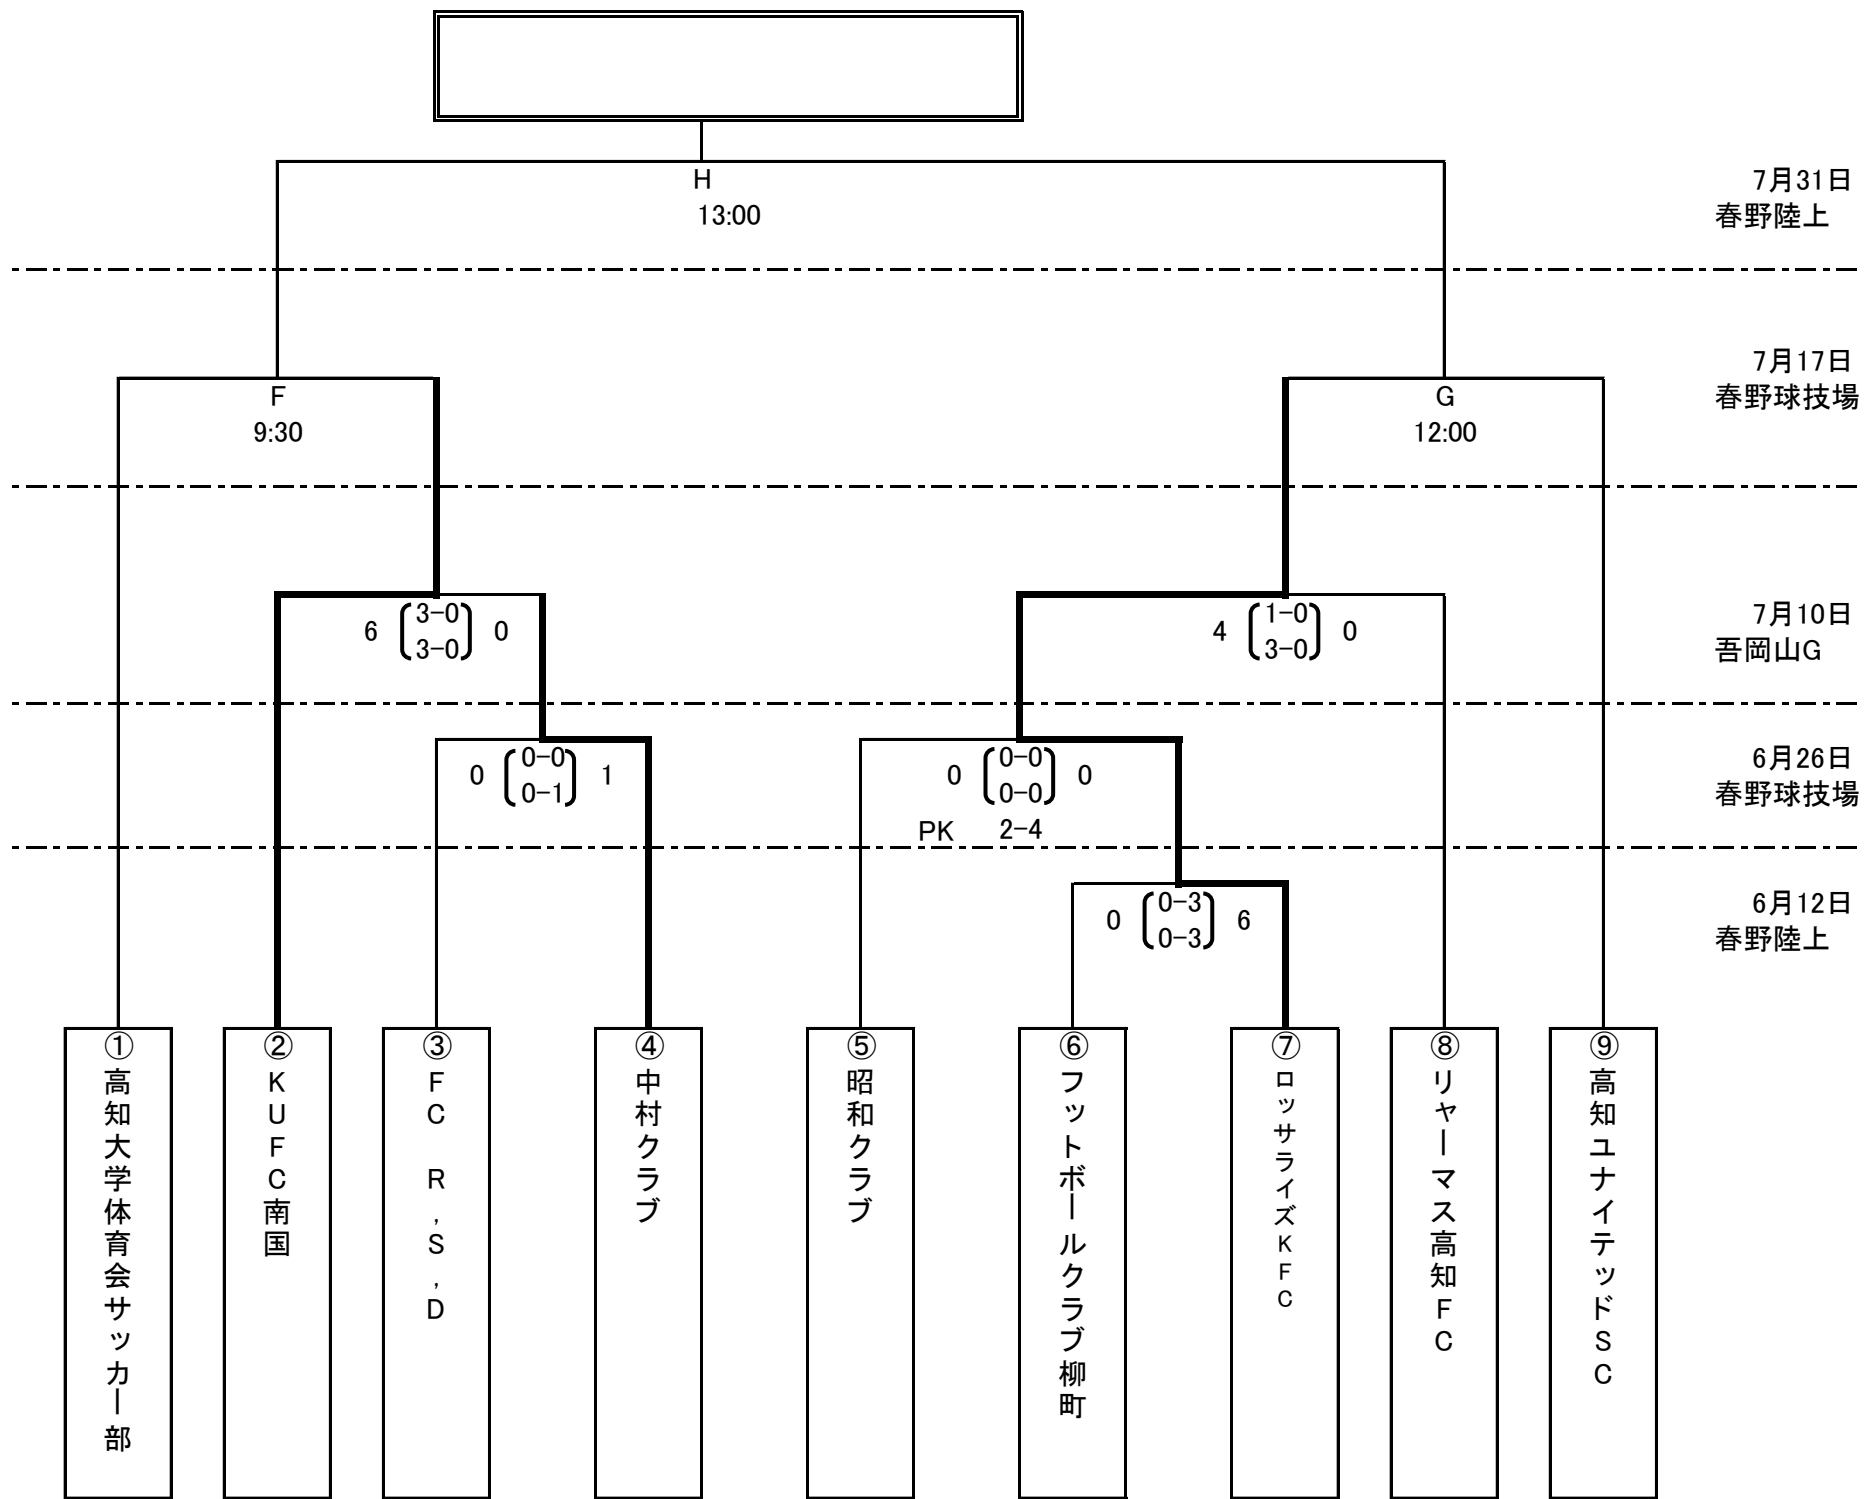 H
13:00
7月31日
春野陸上
F
9:30
G
12:00
7月17日
春野球技場
6 3-0 0
3-0
4 1-0 0
3-0
7月10日
吾岡山G
0 0-0 1
0-1
0 0-0 0
0-0
PK 2-4
6月26日
春野球技場
0 0-3 6
0-3
6月12日
春野陸上
①高知大学体育会サッカー部
②KUFC南国
③FC R,S,D
④中村クラブ
⑤昭和クラブ
⑥フットボールクラブ柳町
⑦ロッサライズKFC
⑧リャーマス高知FC
⑨高知ユナイテッドSC